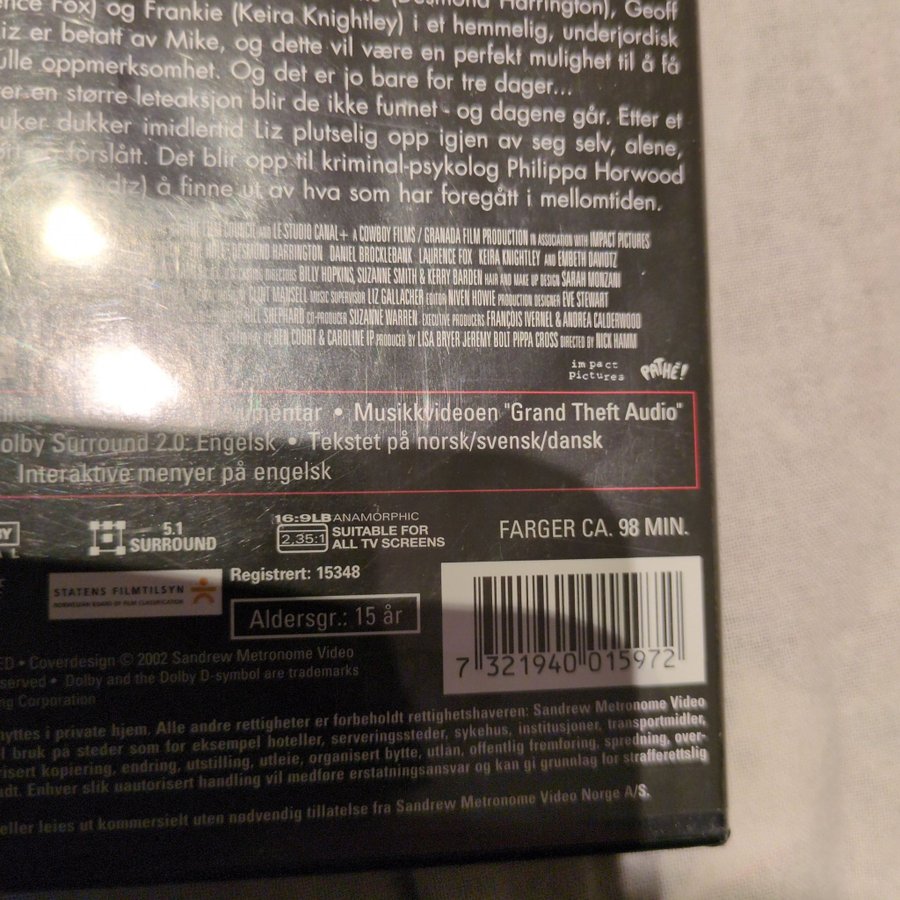 Fox) og Frankie (Keira Knightley) i et hemmelig, underjordisk
Harrington), Geoff
er betatt av Mike, og dette vil være en perfekt mulighet til å få
ulle oppmerksomhet. Og det er jo bare for tre dager...
en større leteaksjon blir de ikke funnet - og dagene går. Etter et
uker dukker imidlertid Liz plutselig opp igjen av seg selv, alene,
forslått. Det blir opp til kriminal-psykolog Philippa Horwood
å finne ut av hva som har foregått i mellomtiden.
AND LE STUDIO CANAL+ A COWBOY FILMS / GRANADA FILM PRODUCTION IN ASSOCIATION WITH IMPACT PICTURES
DESMOND HARRINGTON DANIEL BROCKLEBANK LAURENCE FOX KEIRA KNIGHTLEY AND EMBETH DAVIDTZ
BILLY HOPKINS, SUZANNE SMITH & KERRY BARDEN HAIR AND MAKE UP DESIGN SARAH MONZANI
CLINT MANSELL MUSIC SUPERVISOR LIZ GALLACHER EDITOR NIVEN HOWIE PRODUCTION DESIGNER EVE STEWART
BILL SHEPHARD CO-PRODUCER SUZANNE WARREN EXECUTIVE PRODUCERS FRANÇOIS IVERNEL & ANDREA CALDERWOOD
BEN COURT & CAROLINE IP PRODUCED BY LISA BRYER JEREMY BOLT PIPPA CROSS DIRECTED BY NICK HAMM
impact Pictures PATHÉ!
• Musikkvideoen "Grand Theft Audio"
Dolby Surround 2.0: Engelsk • Tekstet på norsk/svensk/dansk
Interaktive menyer på engelsk
5.1 SURROUND
16:9LB ANAMORPHIC
2,35:1 SUITABLE FOR ALL TV SCREENS
FARGER CA. 98 MIN.
STATENS FILMTILSYN
NORWEGIAN BOARD OF FILM CLASSIFICATION
Registrert: 15348
Aldersgr.: 15 år
7 321940 015972
• Coverdesign © 2002 Sandrew Metronome Video
served • Dolby and the Dolby D-symbol are trademarks
Corporation
nyttes i private hjem. Alle andre rettigheter er forbeholdt rettighetshaveren: Sandrew Metronome Video
bruk på steder som for eksempel hoteller, serveringssteder, sykehus, institusjoner, transportmidler,
kopiering, endring, utstilling, utleie, organisert bytte, utlån, offentlig fremføring, spredning, over-
Enhver slik uautorisert handling vil medføre erstatningsansvar og kan gi grunnlag for strafferettslig
eller leies ut kommersielt uten nødvendig tillatelse fra Sandrew Metronome Video Norge A/S.